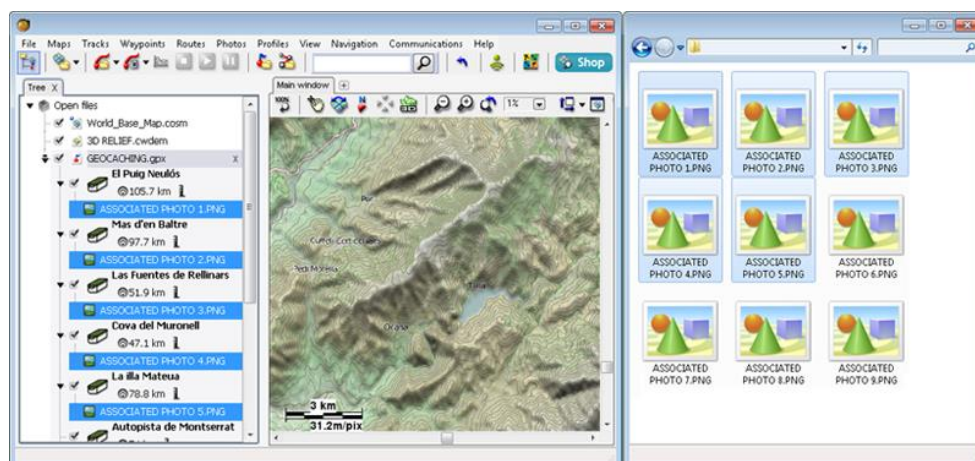 File Maps Tracks Waypoints Routes Photos Profiles View Navigation Communications Help
100%
Shop
Tree X
Open files
World_Base_Map.cosm
3D RELIEF.cwdem
GEOCACHING.gpx x
El Puig Neulós
105.7 km
ASSOCIATED PHOTO 1.PNG
Mas d'en Baltre
97.7 km
ASSOCIATED PHOTO 2.PNG
Las Fuentes de Rellinars
51.9 km
ASSOCIATED PHOTO 3.PNG
Cova del Muronell
47.1 km
ASSOCIATED PHOTO 4.PNG
La illa Mateua
78.8 km
ASSOCIATED PHOTO 5.PNG
Autopista de Montserrat
Main window
1%
3 km
31.2m/pix
ASSOCIATED
PHOTO 1.PNG
ASSOCIATED
PHOTO 2.PNG
ASSOCIATED
PHOTO 3.PNG
ASSOCIATED
PHOTO 4.PNG
ASSOCIATED
PHOTO 5.PNG
ASSOCIATED
PHOTO 6.PNG
ASSOCIATED
PHOTO 7.PNG
ASSOCIATED
PHOTO 8.PNG
ASSOCIATED
PHOTO 9.PNG